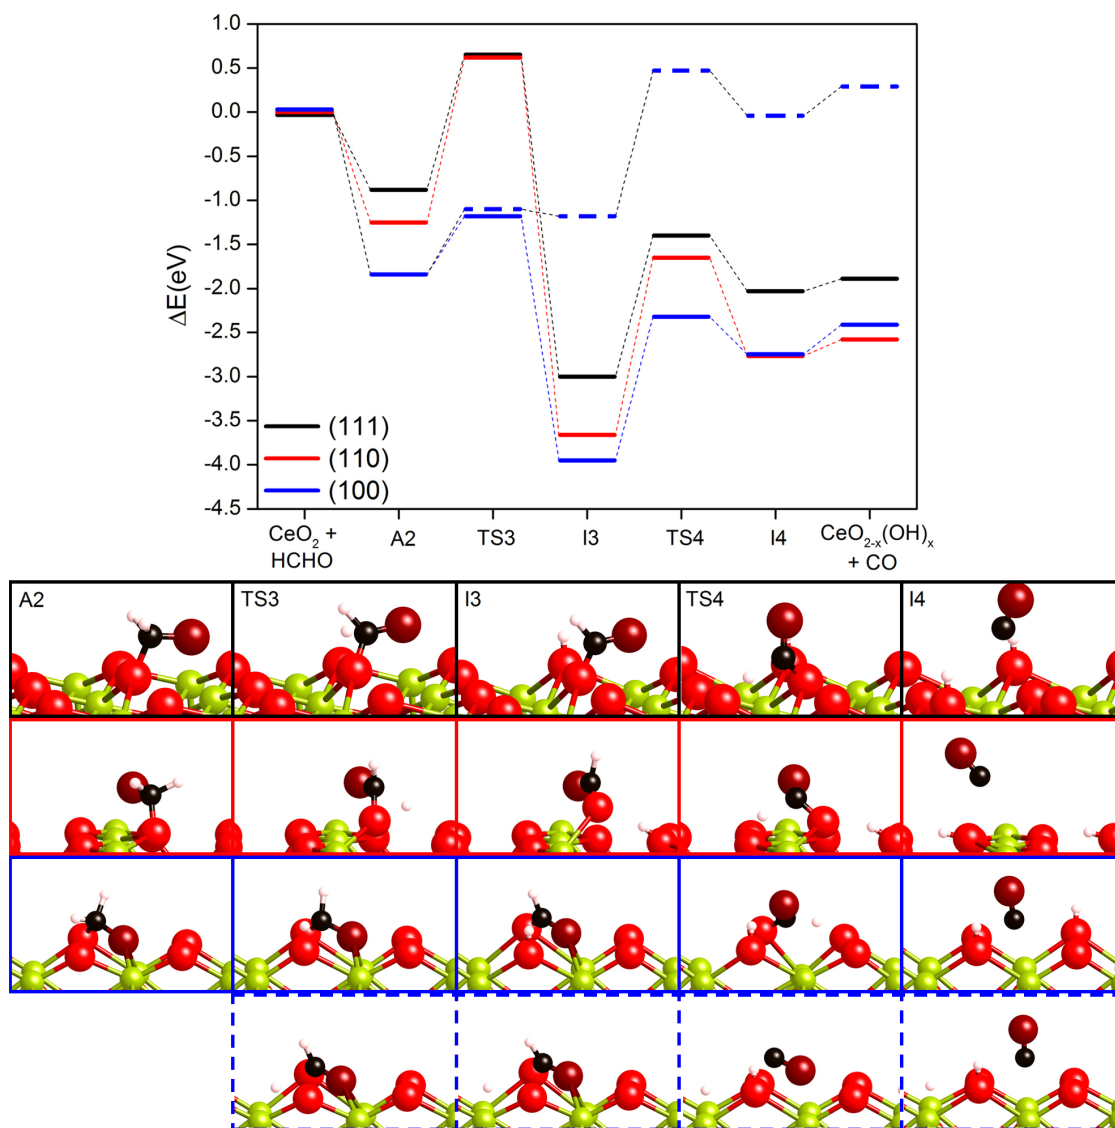 1.0
0.5
0.0
-0.5
-1.0
-1.5
-2.0
-2.5
-3.0
-3.5
-4.0
-4.5
ΔE(eV)
(111)
(110)
(100)
CeO₂ +
HCHO
A2
TS3
I3
TS4
I4
CeO₂₋ₓ(OH)ₓ
+ CO
A2
TS3
I3
TS4
I4